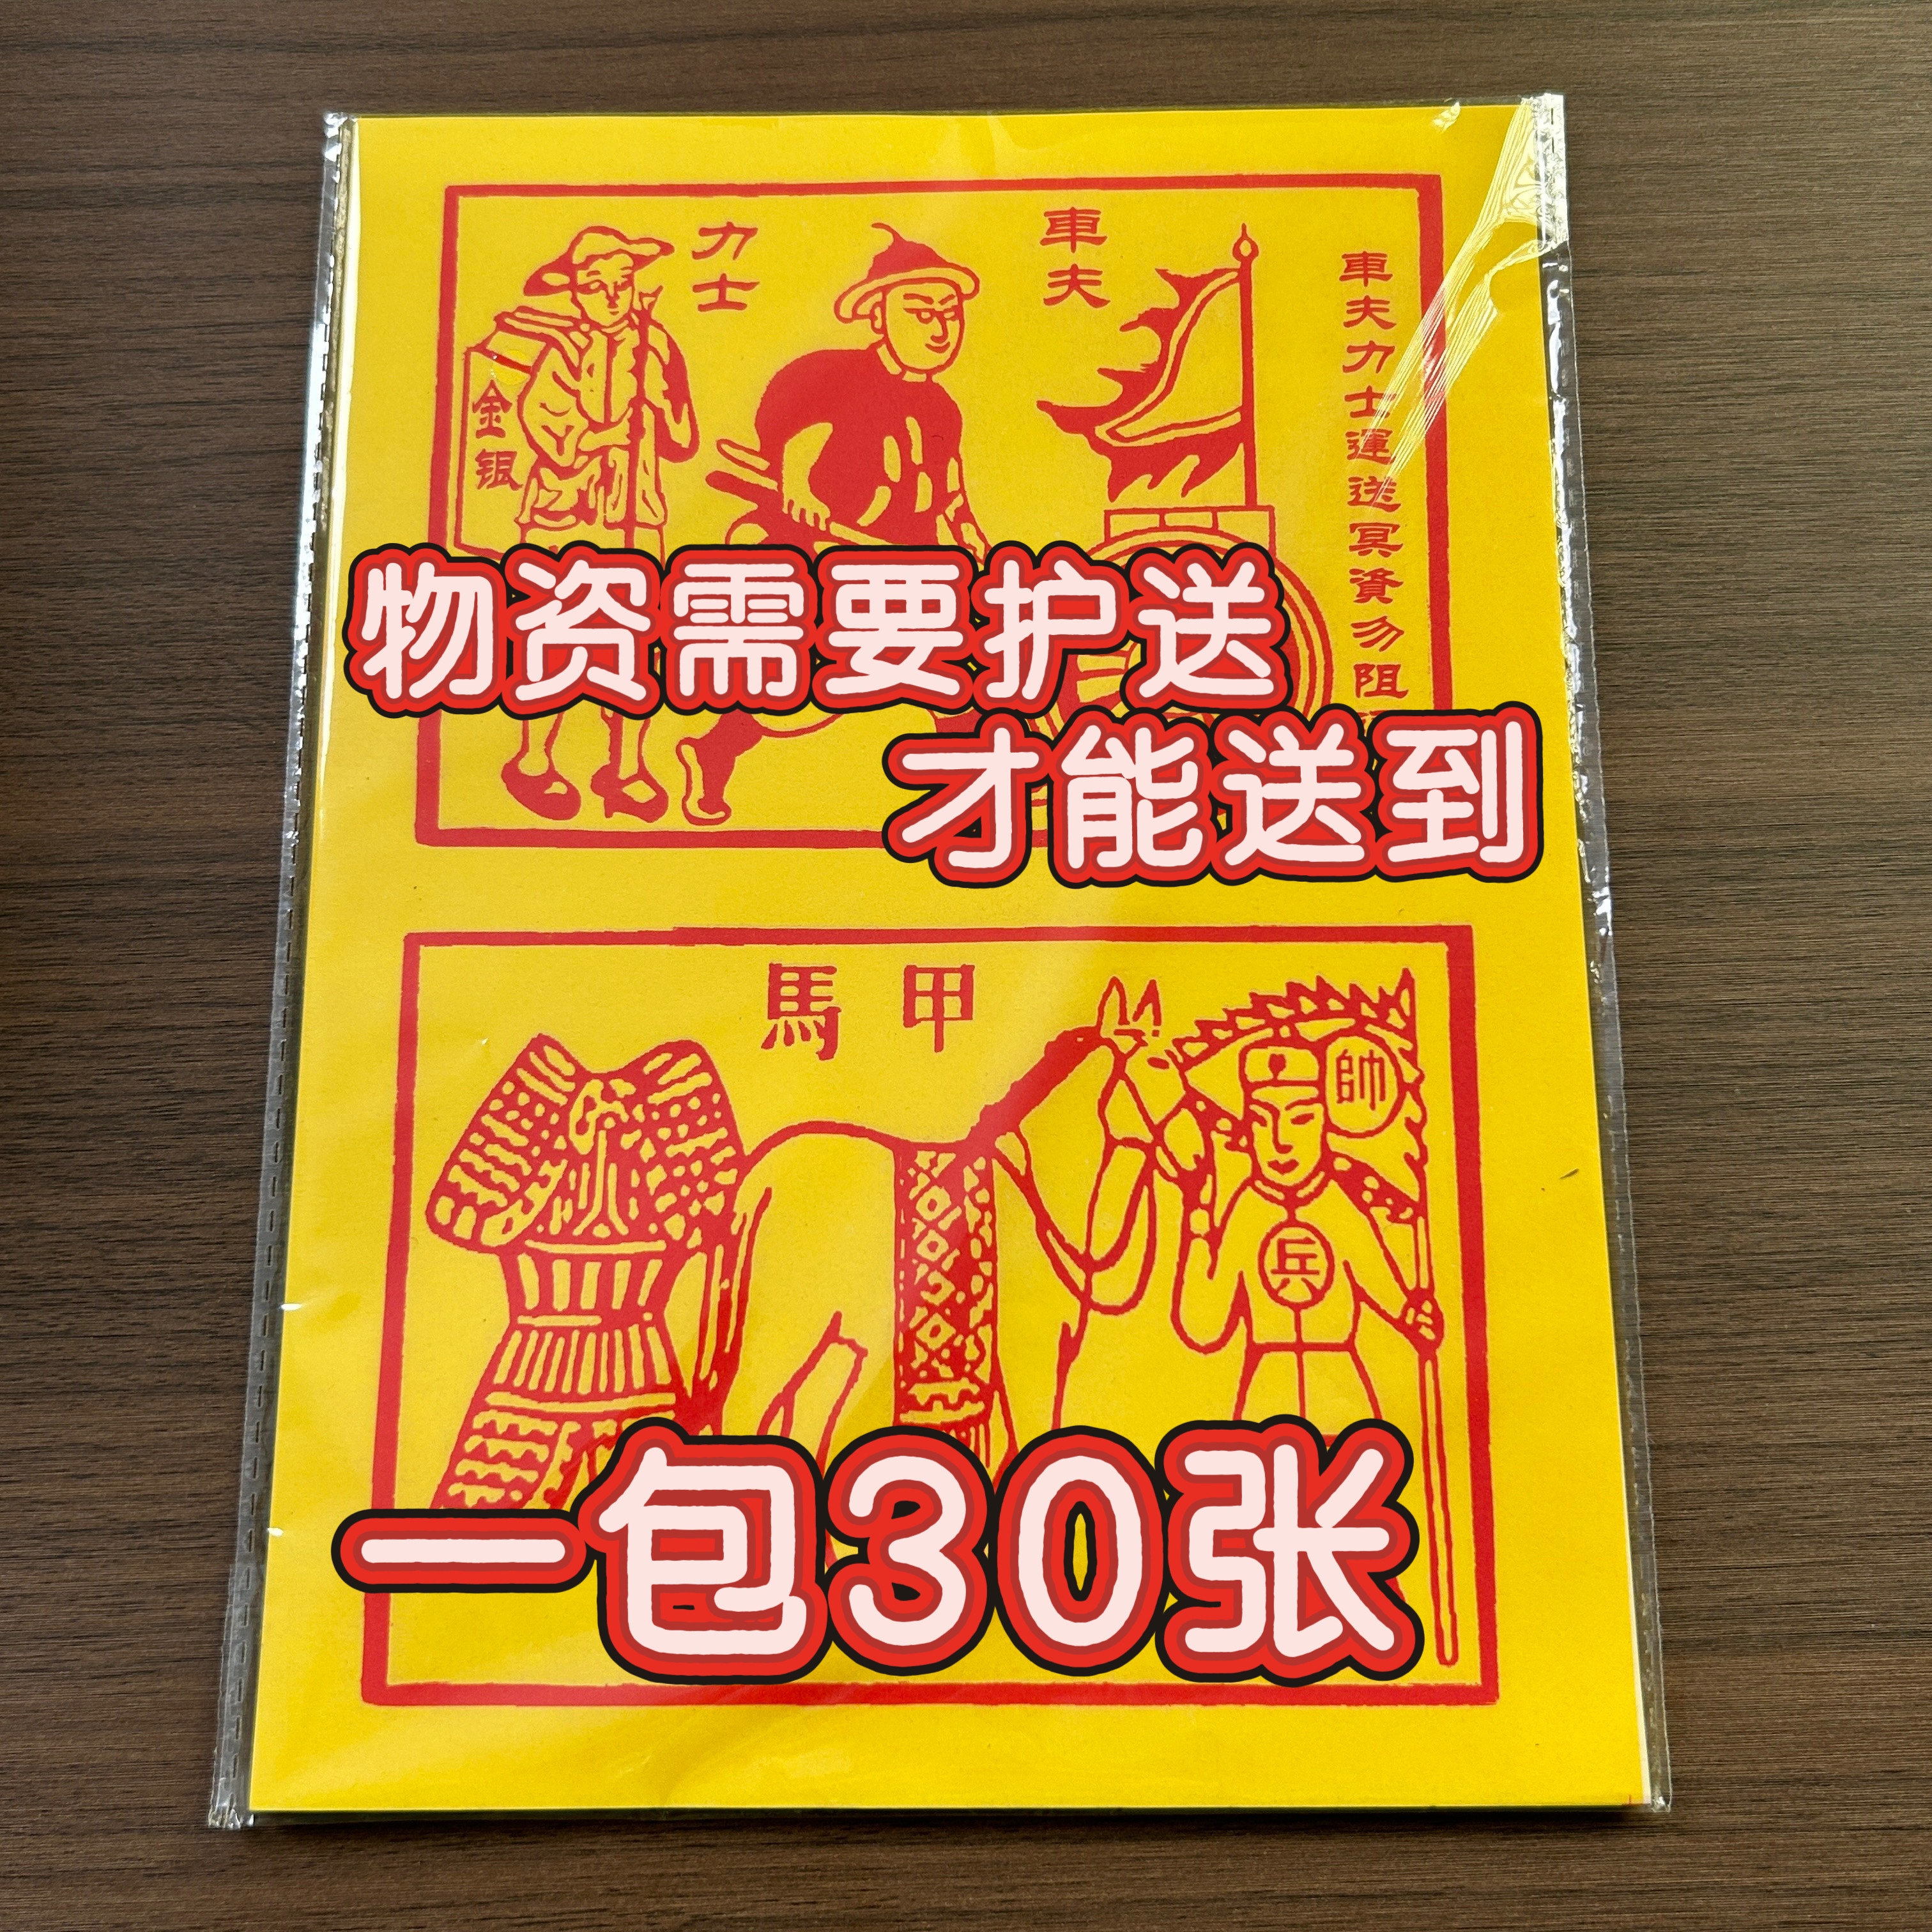 力士
車夫
車夫力士運送冥資勿阻
金銀
物资需要护送
才能送到
馬甲
帥
兵
一包30张